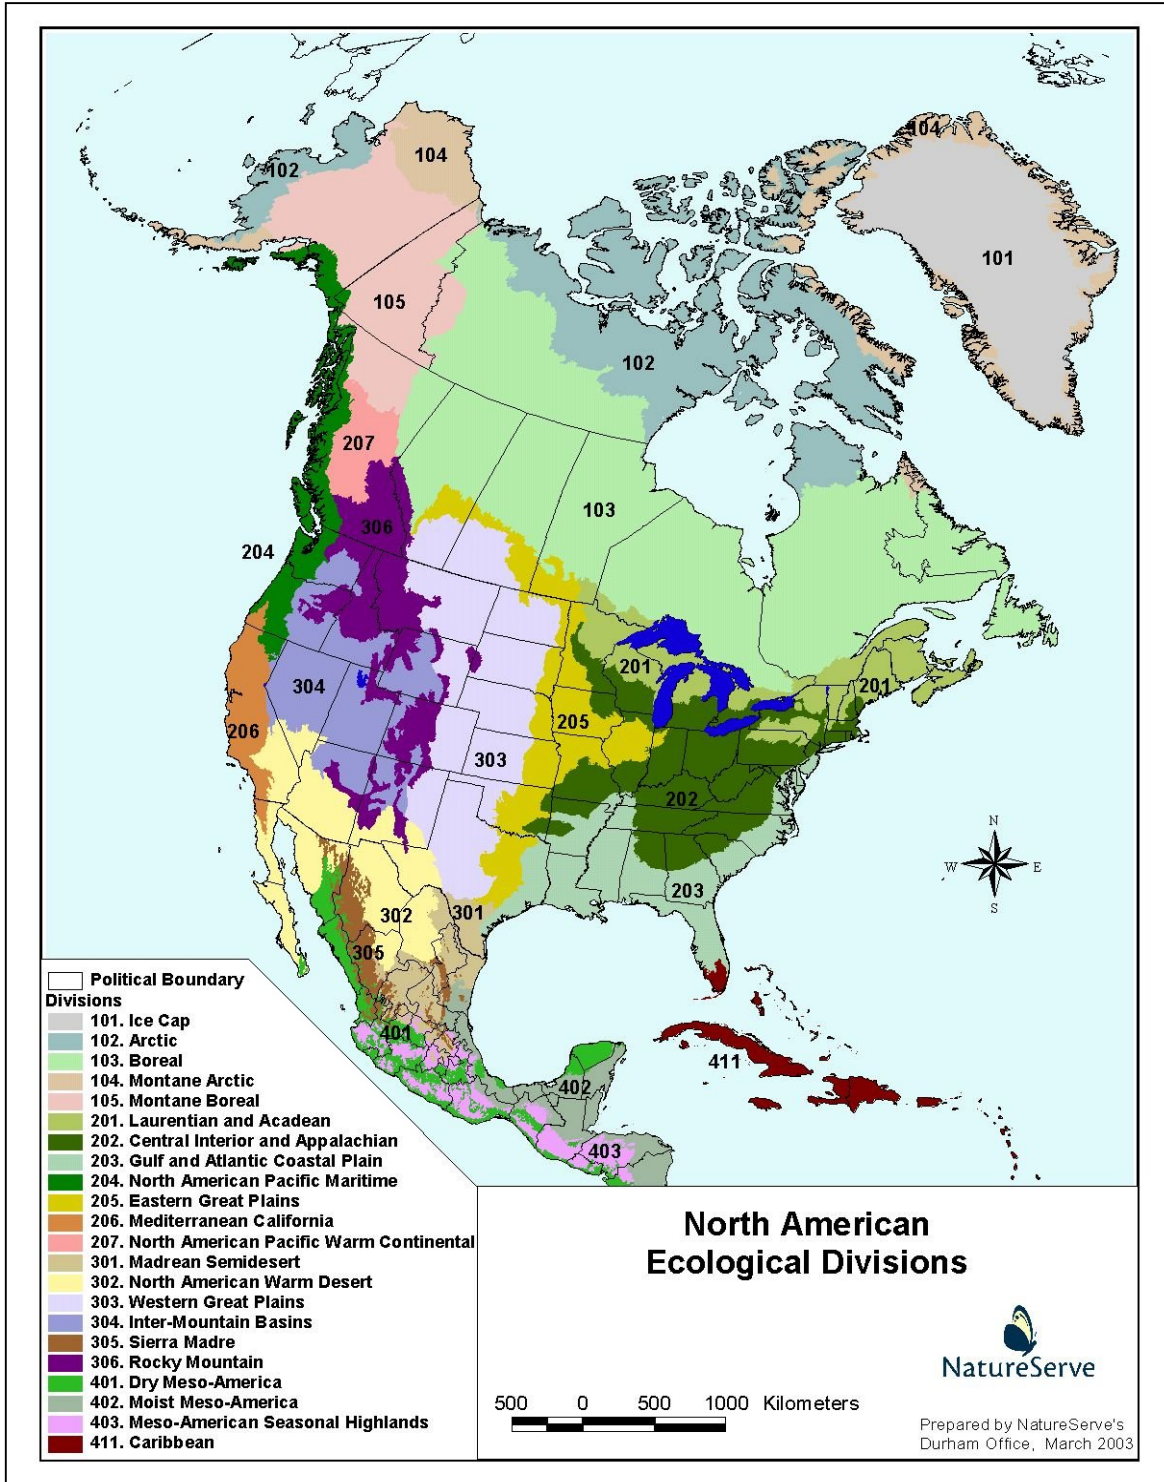 104
104
102
101
105
102
207
103
306
204
201
201
304
205
206
303
202
N
W E
S
203
302
301
305
401
411
402
403
Political Boundary
Divisions
101. Ice Cap
102. Arctic
103. Boreal
104. Montane Arctic
105. Montane Boreal
201. Laurentian and Acadean
202. Central Interior and Appalachian
203. Gulf and Atlantic Coastal Plain
204. North American Pacific Maritime
205. Eastern Great Plains
206. Mediterranean California
207. North American Pacific Warm Continental
301. Madrean Semidesert
302. North American Warm Desert
303. Western Great Plains
304. Inter-Mountain Basins
305. Sierra Madre
306. Rocky Mountain
401. Dry Meso-America
402. Moist Meso-America
403. Meso-American Seasonal Highlands
411. Caribbean
North American
Ecological Divisions
NatureServe
500 0 500 1000 Kilometers
Prepared by NatureServe's
Durham Office, March 2003